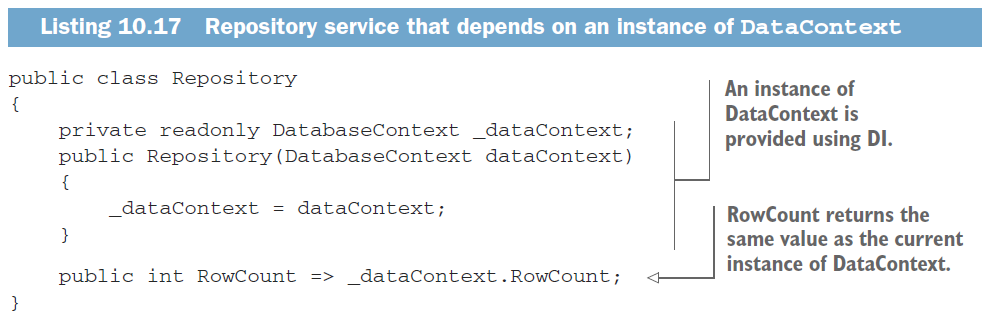 Listing 10.17 Repository service that depends on an instance of DataContext
public class Repository
{
    private readonly DatabaseContext _dataContext;
    public Repository(DatabaseContext dataContext)
    {
        _dataContext = dataContext;
    }
    public int RowCount => _dataContext.RowCount;
}
An instance of
DataContext is
provided using DI.
RowCount returns the
same value as the current
instance of DataContext.